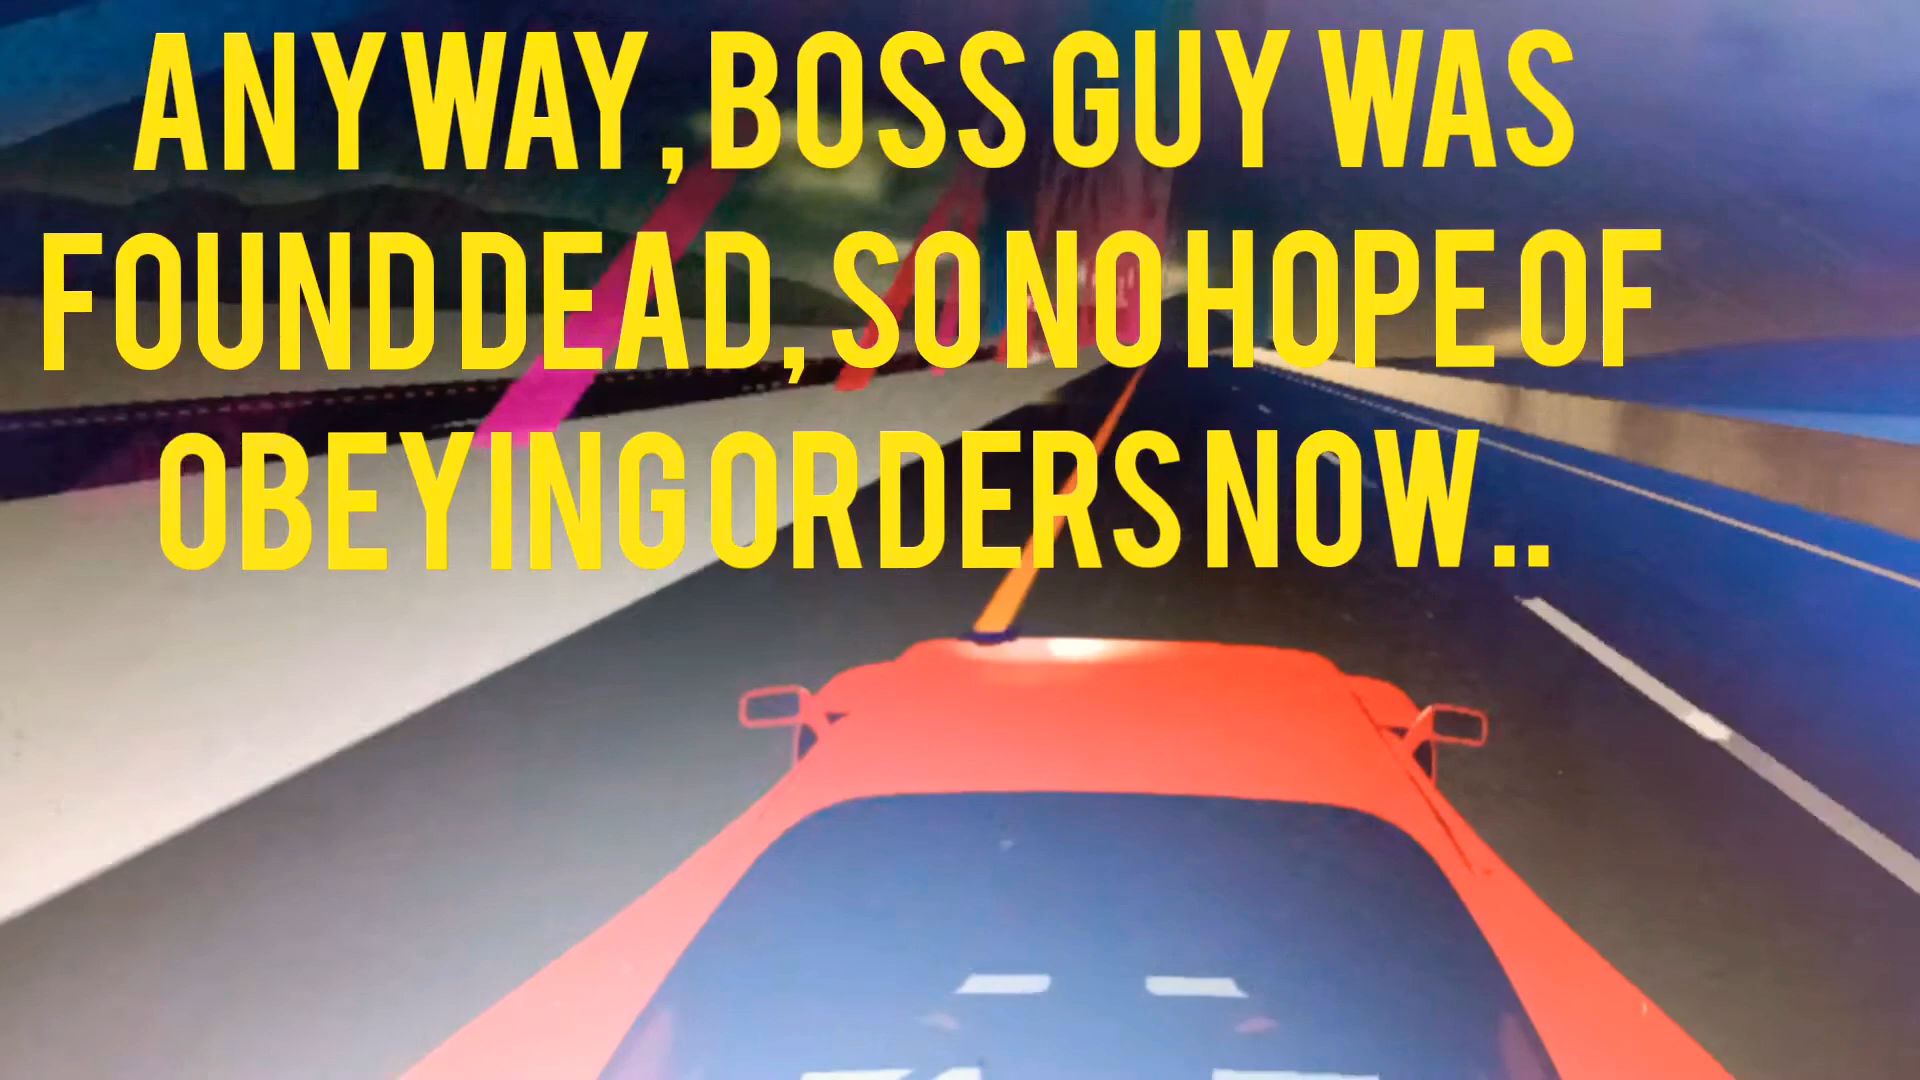 ANYWAY, BOSS GUY WAS
FOUND DEAD, SO NO HOPE OF
OBEYING ORDERS NOW..